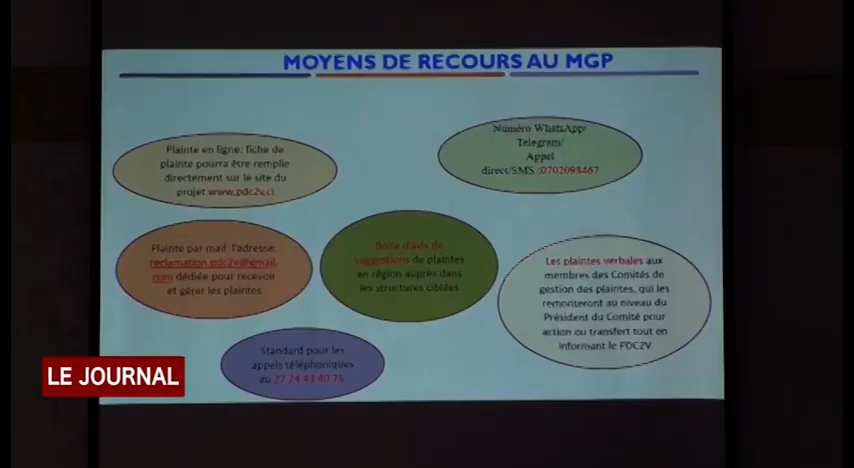 MOYENS DE RECOURS AU MGP
Plainte en ligne: fiche de
plainte pourra être remplie
directement sur le site du
projet www.pdc2v.ci
Numéro WhatsApp/
Telegram/
Appel
direct/SMS :0702098467
Plainte par mail: l'adresse:
reclamation.pdc2v@gmail.
com dédiée pour recevoir
et gérer les plaintes
Boite d'avis de
suggestions de plaintes
en région auprès dans
les structures ciblées
Les plaintes verbales aux
membres des Comités de
gestion des plaintes, qui les
remonteront au niveau du
Président du Comité pour
action ou transfert tout en
informant le PDC2V
Standard pour les
appels téléphoniques
au 27 24 43 40 75
LE JOURNAL